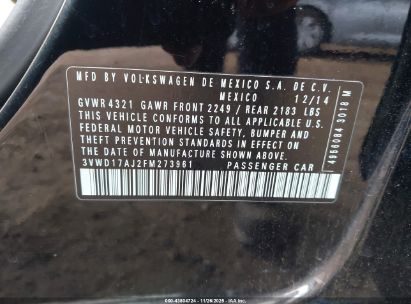 MFD BY VOLKSWAGEN DE MEXICO S.A. DE C.V.
MEXICO 12/14
GVWR 4321 GAWR FRONT 2249 / REAR 2183 LBS
THIS VEHICLE CONFORMS TO ALL APPLICABLE U.S.
FEDERAL MOTOR VEHICLE SAFETY, BUMPER AND
THEFT PREVENTION STANDARDS IN EFFECT ON
THE DATE OF MANUFACTURE SHOWN ABOVE.
3VWD17AJ2FM273961 PASSENGER CAR
3018 M